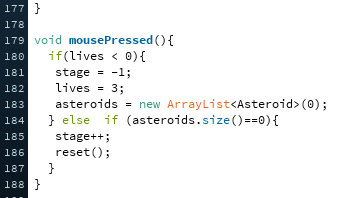 177 }
178
179 void mousePressed(){
180   if(lives < 0){
181    stage = -1;
182    lives = 3;
183    asteroids = new ArrayList<Asteroid>(0);
184   } else  if (asteroids.size()==0){
185    stage++;
186    reset();
187   }
188 }